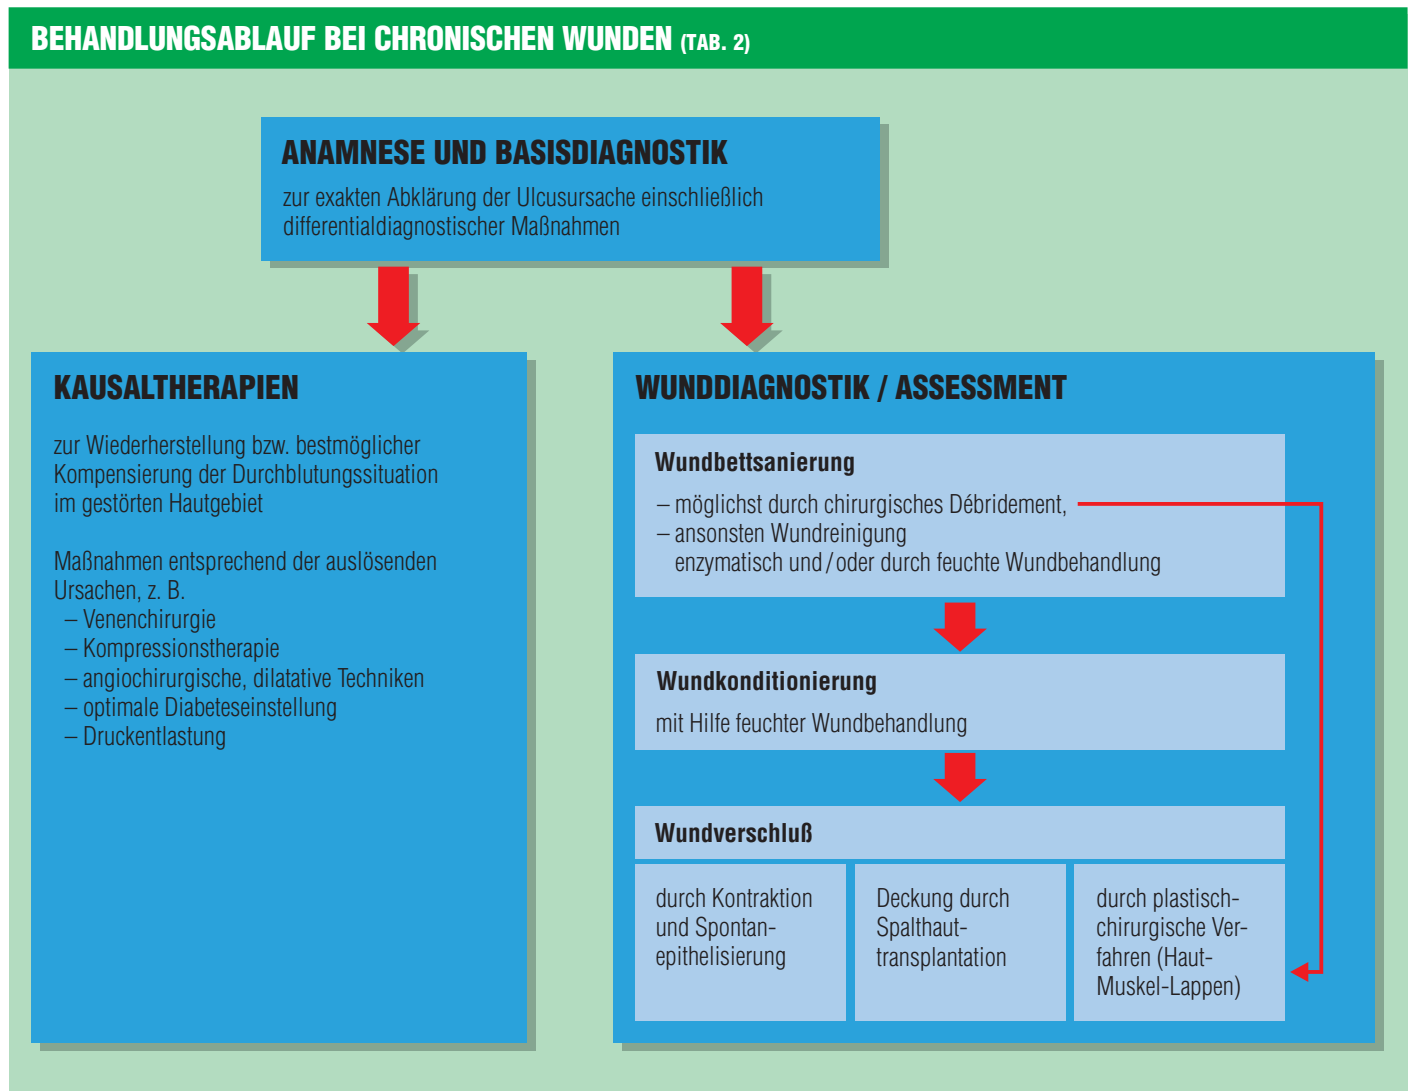 BEHANDLUNGSABLAUF BEI CHRONISCHEN WUNDEN (TAB. 2)
ANAMNESE UND BASISDIAGNOSTIK
zur exakten Abklärung der Ulcusursache einschließlich
differentialdiagnostischer Maßnahmen
KAUSALTHERAPIEN
zur Wiederherstellung bzw. bestmöglicher
Kompensierung der Durchblutungssituation
im gestörten Hautgebiet
Maßnahmen entsprechend der auslösenden
Ursachen, z. B.
– Venenchirurgie
– Kompressionstherapie
– angiochirurgische, dilatative Techniken
– optimale Diabeteseinstellung
– Druckentlastung
WUNDDIAGNOSTIK / ASSESSMENT
Wundbettsanierung
– möglichst durch chirurgisches Débridement,
– ansonsten Wundreinigung
enzymatisch und/oder durch feuchte Wundbehandlung
Wundkonditionierung
mit Hilfe feuchter Wundbehandlung
Wundverschluß
durch Kontraktion
und Spontan-
epithelisierung
Deckung durch
Spalthaut-
transplantation
durch plastisch-
chirurgische Ver-
fahren (Haut-
Muskel-Lappen)